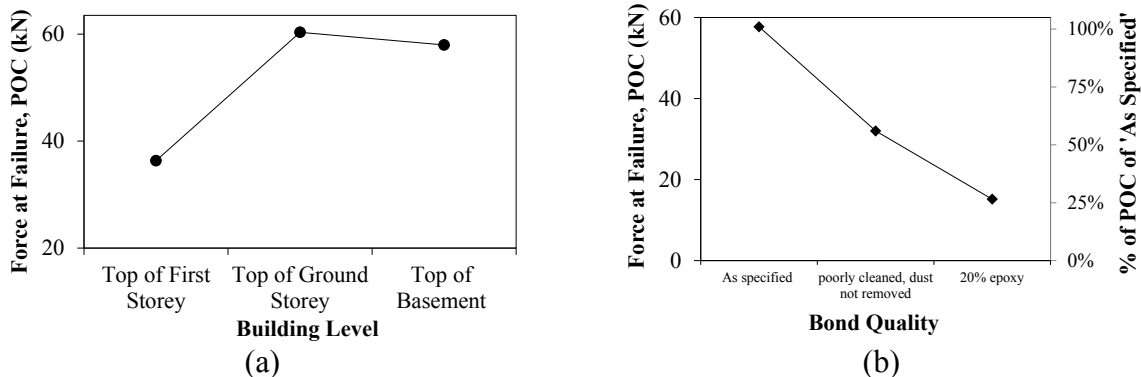 Force at Failure, POC (kN)
60
40
20
Top of First
Storey
Top of Ground
Storey
Top of
Basement
Building Level
(a)
Force at Failure, POC (kN)
60
40
20
0
100%
75%
50%
25%
0%
% of POC of 'As Specified'
As specified
poorly cleaned, dust
not removed
20% epoxy
Bond Quality
(b)